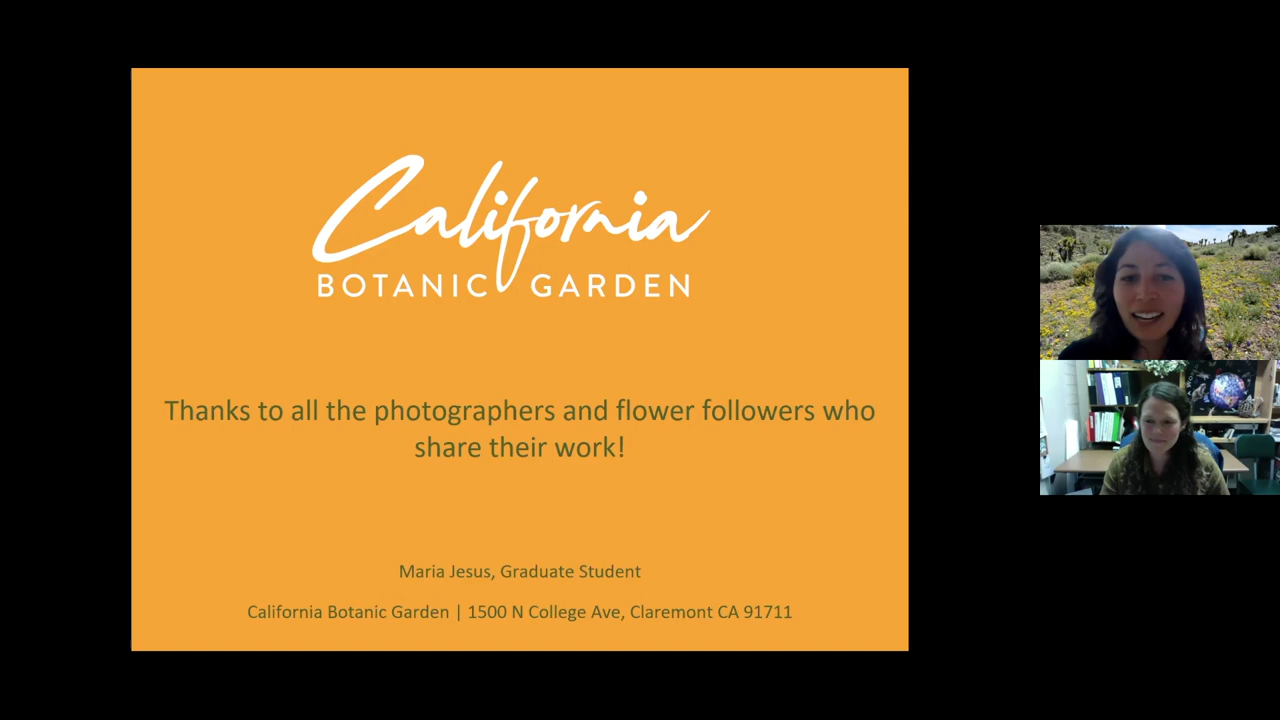 California
BOTANIC GARDEN
Thanks to all the photographers and flower followers who
share their work!
Maria Jesus, Graduate Student
California Botanic Garden | 1500 N College Ave, Claremont CA 91711